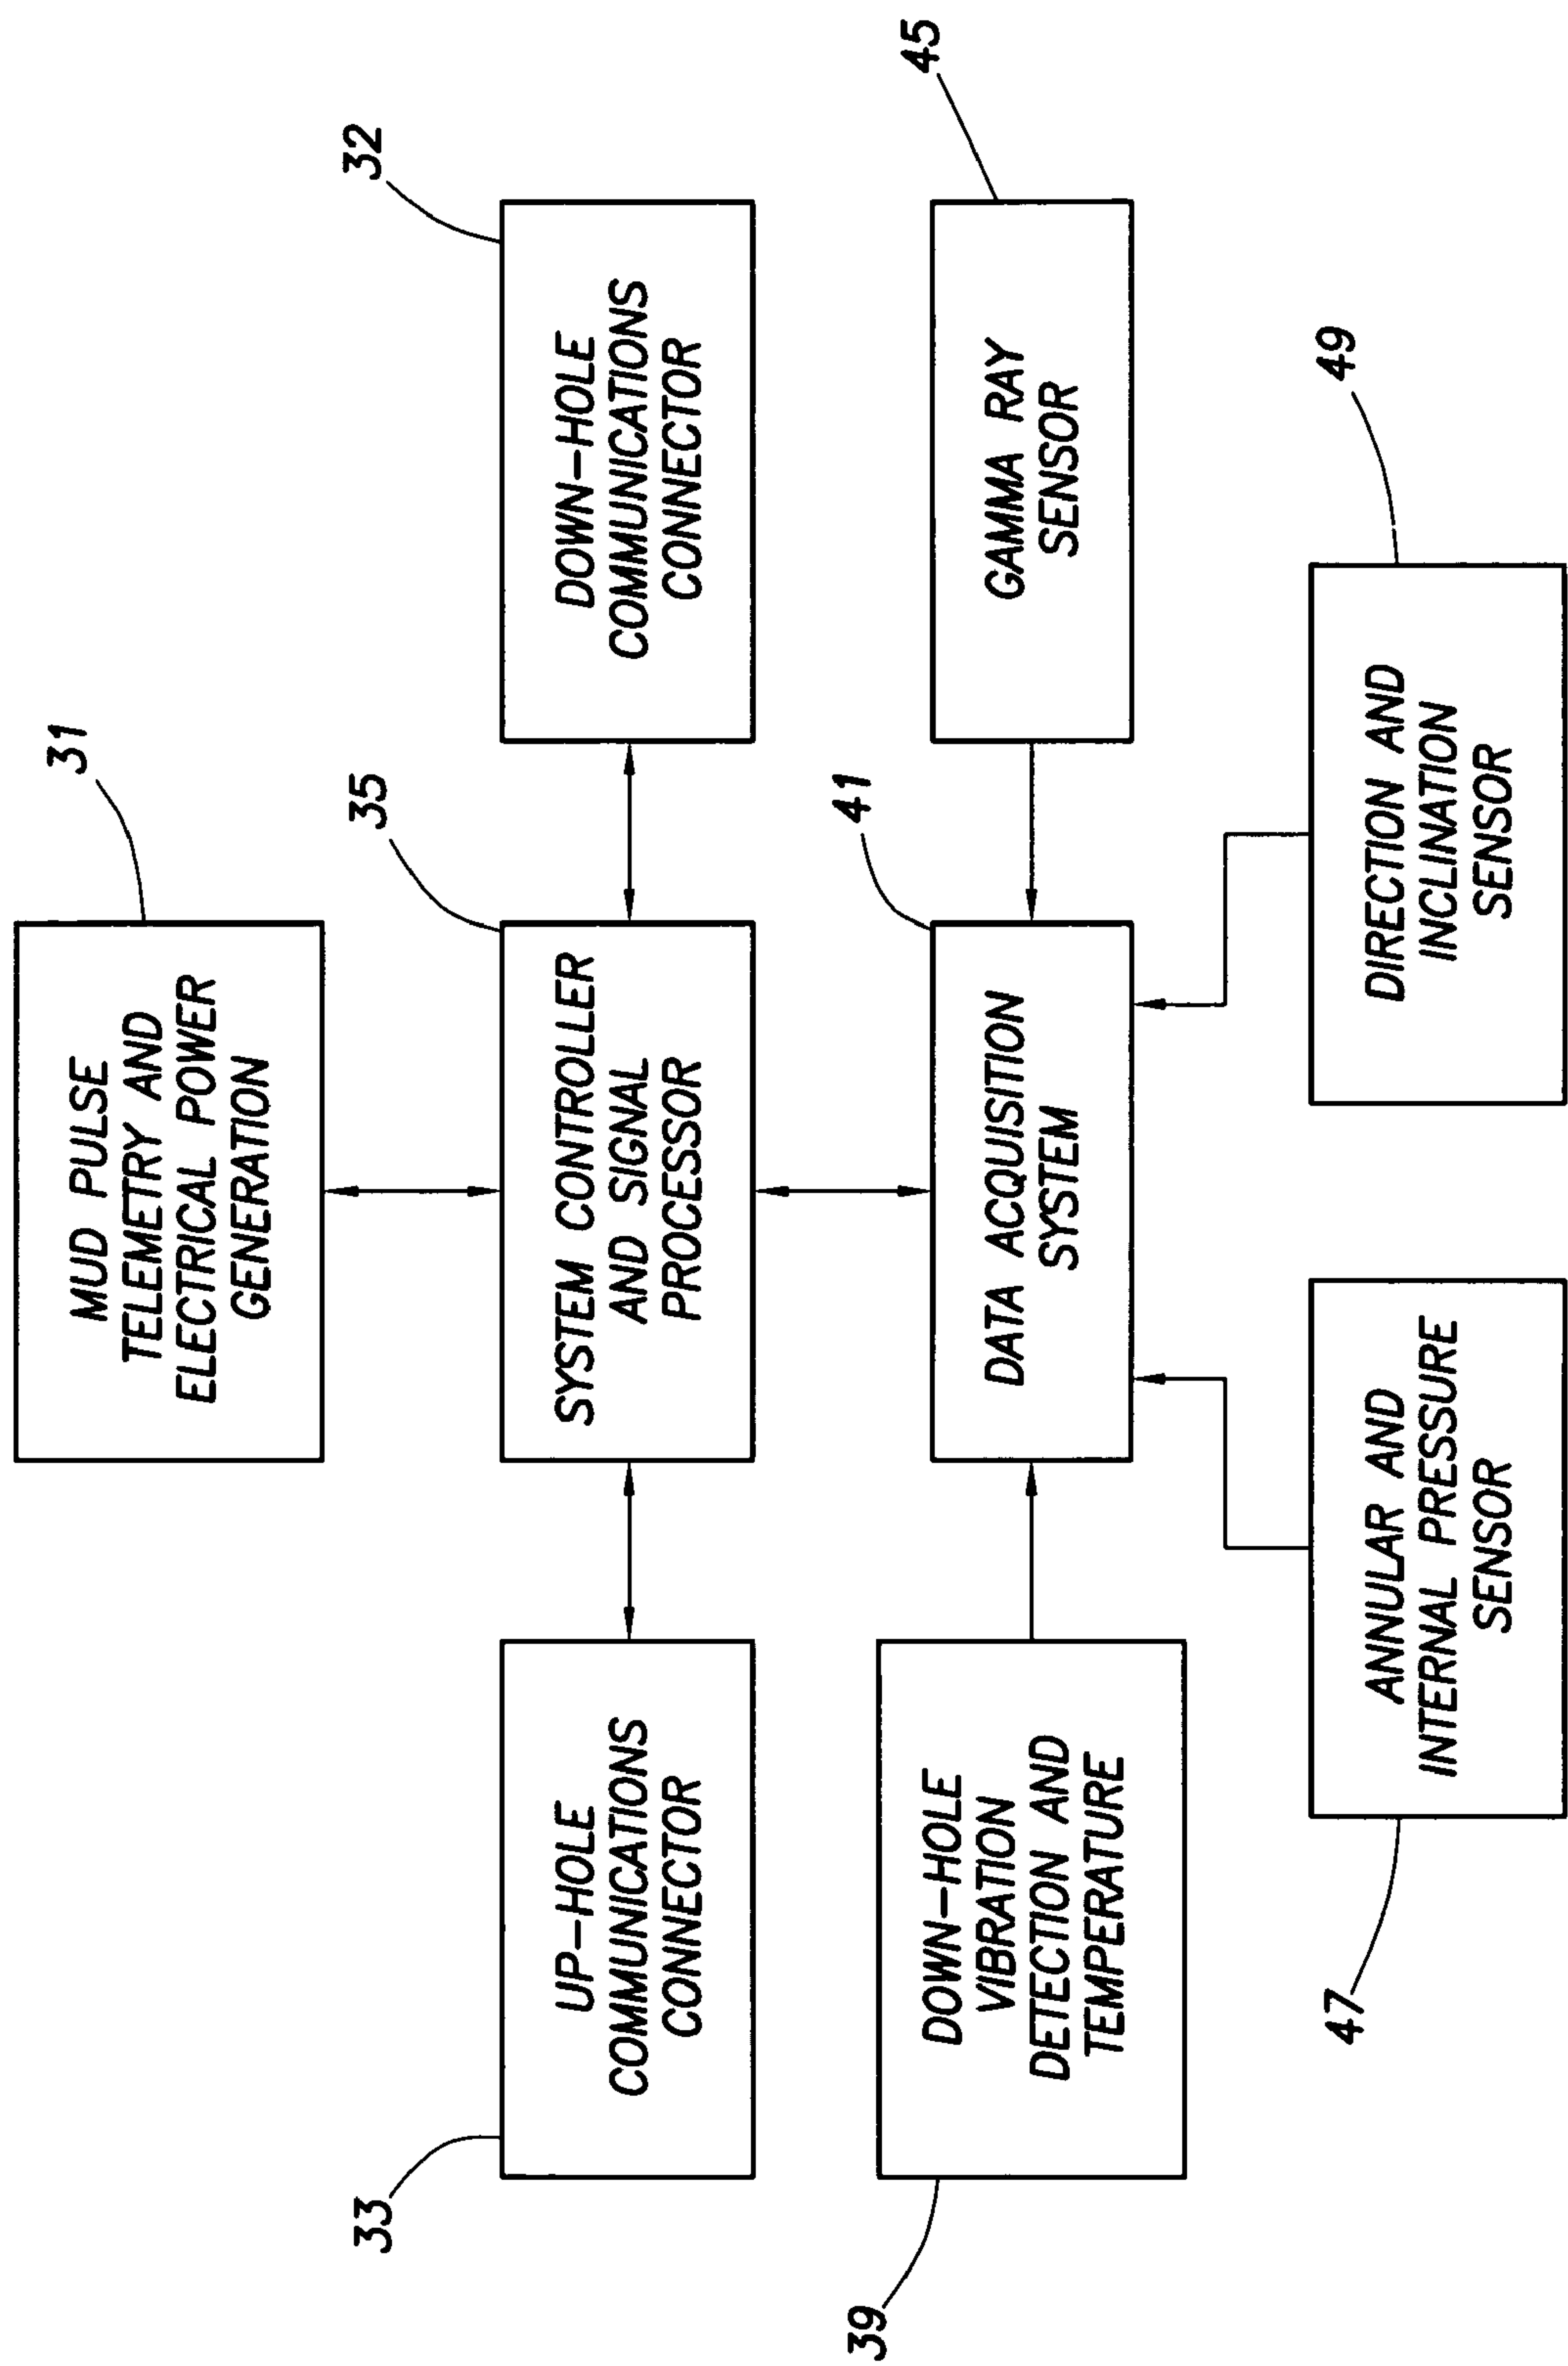 31
MUD PULSE
TELEMETRY AND
ELECTRICAL POWER
GENERATION
33
UP-HOLE
COMMUNICATIONS
CONNECTOR
35
SYSTEM CONTROLLER
AND SIGNAL
PROCESSOR
32
DOWN-HOLE
COMMUNICATIONS
CONNECTOR
39
DOWN-HOLE
VIBRATION
DETECTION AND
TEMPERATURE
41
DATA ACQUISITION
SYSTEM
45
GAMMA RAY
SENSOR
47
ANNULAR AND
INTERNAL PRESSURE
SENSOR
49
DIRECTION AND
INCLINATION
SENSOR